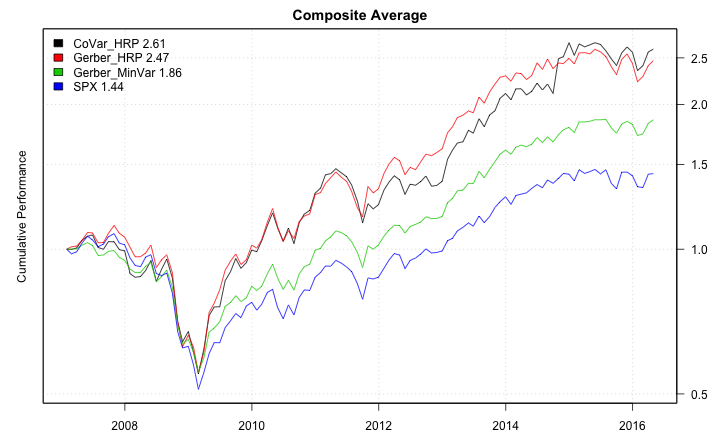 Composite Average
CoVar_HRP 2.61
Gerber_HRP 2.47
Gerber_MinVar 1.86
SPX 1.44
Cumulative Performance
2.5
2.0
1.5
1.0
0.5
2008 2010 2012 2014 2016